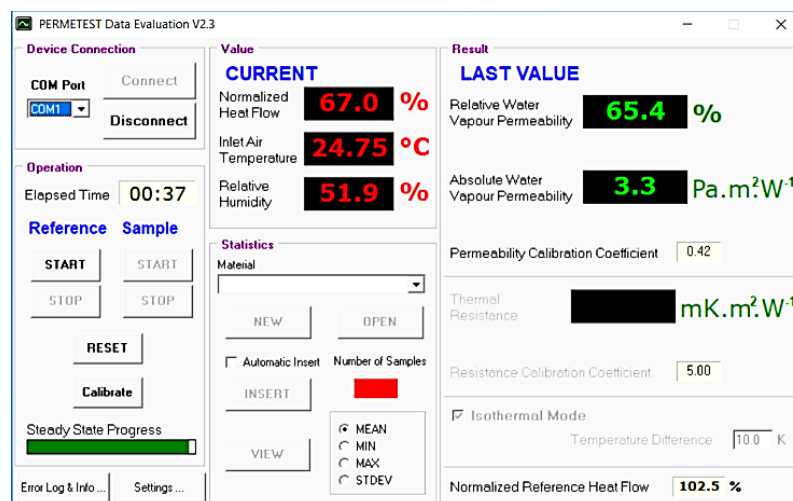 PERMETEST Data Evaluation V2.3
Device Connection
COM Port
COM1
Connect
Disconnect
Operation
Elapsed Time 00:37
Reference Sample
START START
STOP STOP
RESET
Calibrate
Steady State Progress
Error Log & Info ... Settings ...
Value
CURRENT
Normalized
Heat Flow 67.0 %
Inlet Air
Temperature 24.75 °C
Relative
Humidity 51.9 %
Statistics
Material
NEW OPEN
Automatic Insert Number of Samples
INSERT
VIEW
MEAN
MIN
MAX
STDEV
Result
LAST VALUE
Relative Water
Vapour Permeability 65.4 %
Absolute Water
Vapour Permeability 3.3 Pa.m².W⁻¹
Permeability Calibration Coefficient 0.42
Thermal
Resistance mK.m².W⁻¹
Resistance Calibration Coefficient 5.00
Isothermal Mode
Temperature Difference 10.0 K
Normalized Reference Heat Flow 102.5 %